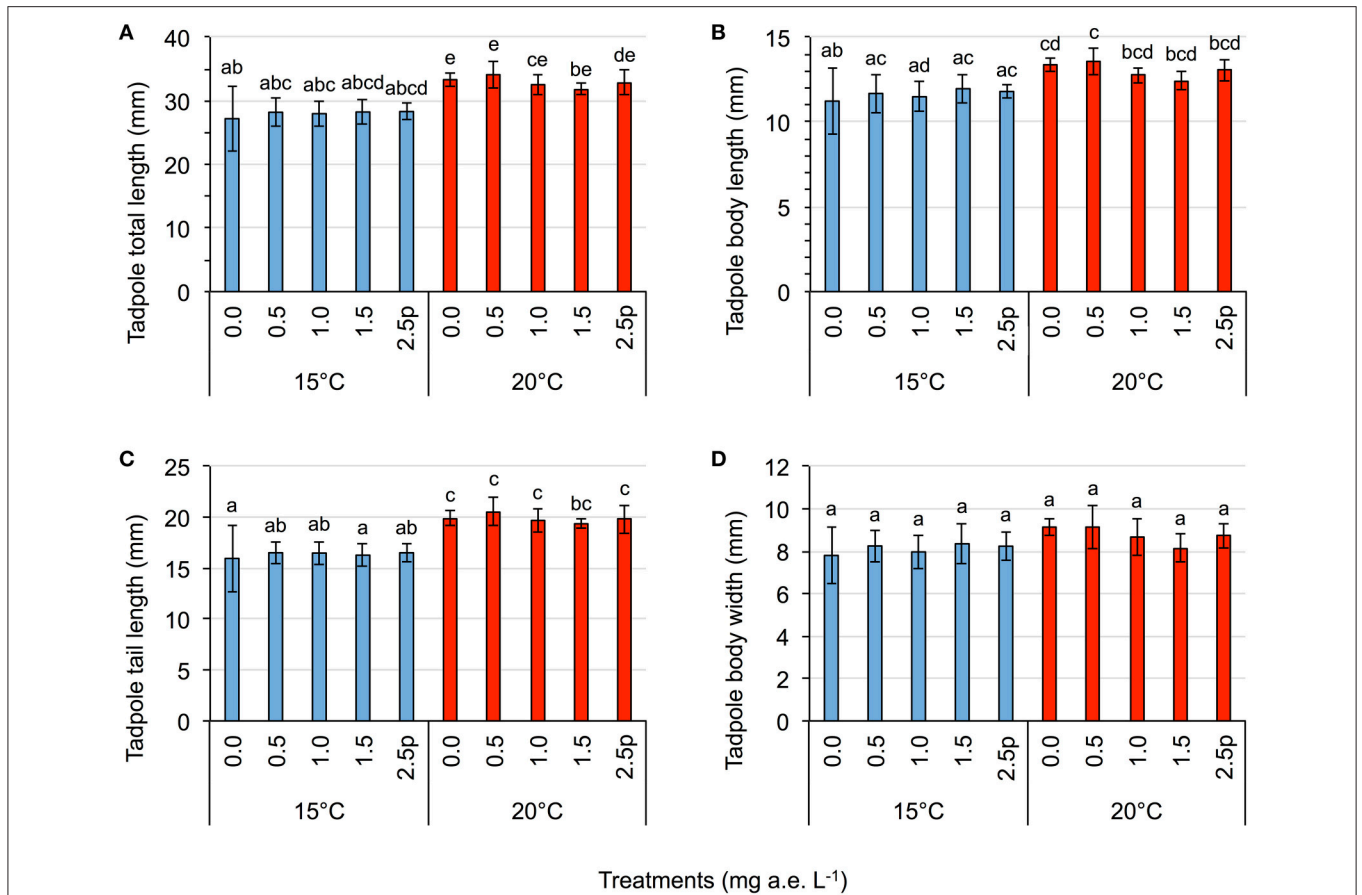 A
Tadpole total length (mm)
40
30
20
10
0
ab abc abc abcd abcd e e ce be de
0.0 0.5 1.0 1.5 2.5p 0.0 0.5 1.0 1.5 2.5p
15°C 20°C
B
Tadpole body length (mm)
15
10
5
0
ab ac ad ac ac cd c bcd bcd bcd
0.0 0.5 1.0 1.5 2.5p 0.0 0.5 1.0 1.5 2.5p
15°C 20°C
C
Tadpole tail length (mm)
25
20
15
10
5
0
a ab ab a ab c c c bc c
0.0 0.5 1.0 1.5 2.5p 0.0 0.5 1.0 1.5 2.5p
15°C 20°C
D
Tadpole body width (mm)
12
10
8
6
4
2
0
a a a a a a a a a a
0.0 0.5 1.0 1.5 2.5p 0.0 0.5 1.0 1.5 2.5p
15°C 20°C
Treatments (mg a.e. L⁻¹)